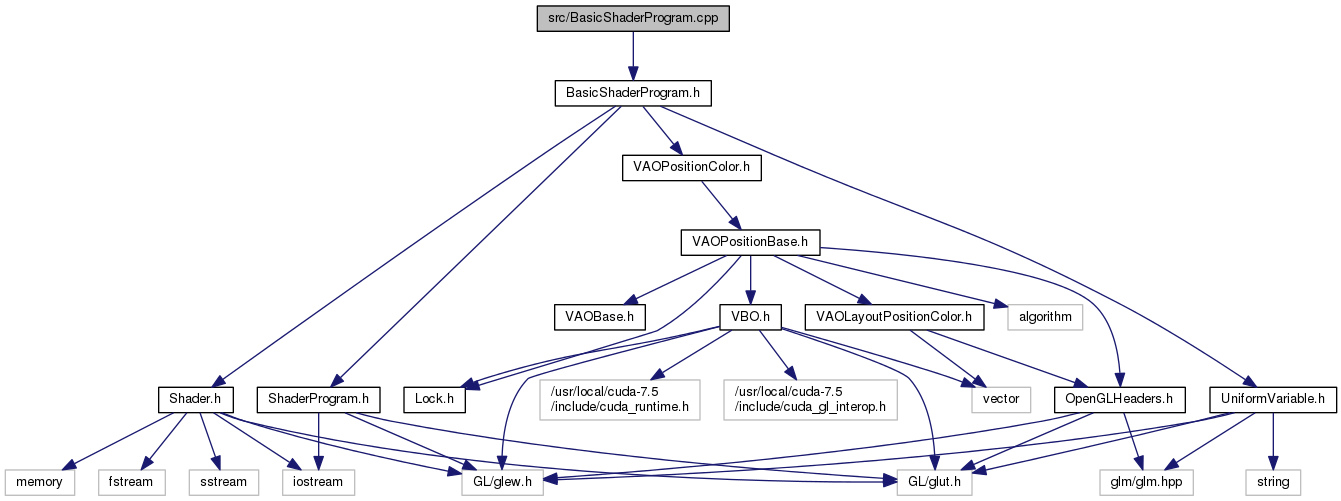 src/BasicShaderProgram.cpp
BasicShaderProgram.h
VAOPositionColor.h
VAOPositionBase.h
VAOBase.h
VBO.h
VAOLayoutPositionColor.h
algorithm
Shader.h
ShaderProgram.h
Lock.h
/usr/local/cuda-7.5
/include/cuda_runtime.h
/usr/local/cuda-7.5
/include/cuda_gl_interop.h
vector
OpenGLHeaders.h
UniformVariable.h
memory
fstream
sstream
iostream
GL/glew.h
GL/glut.h
glm/glm.hpp
string